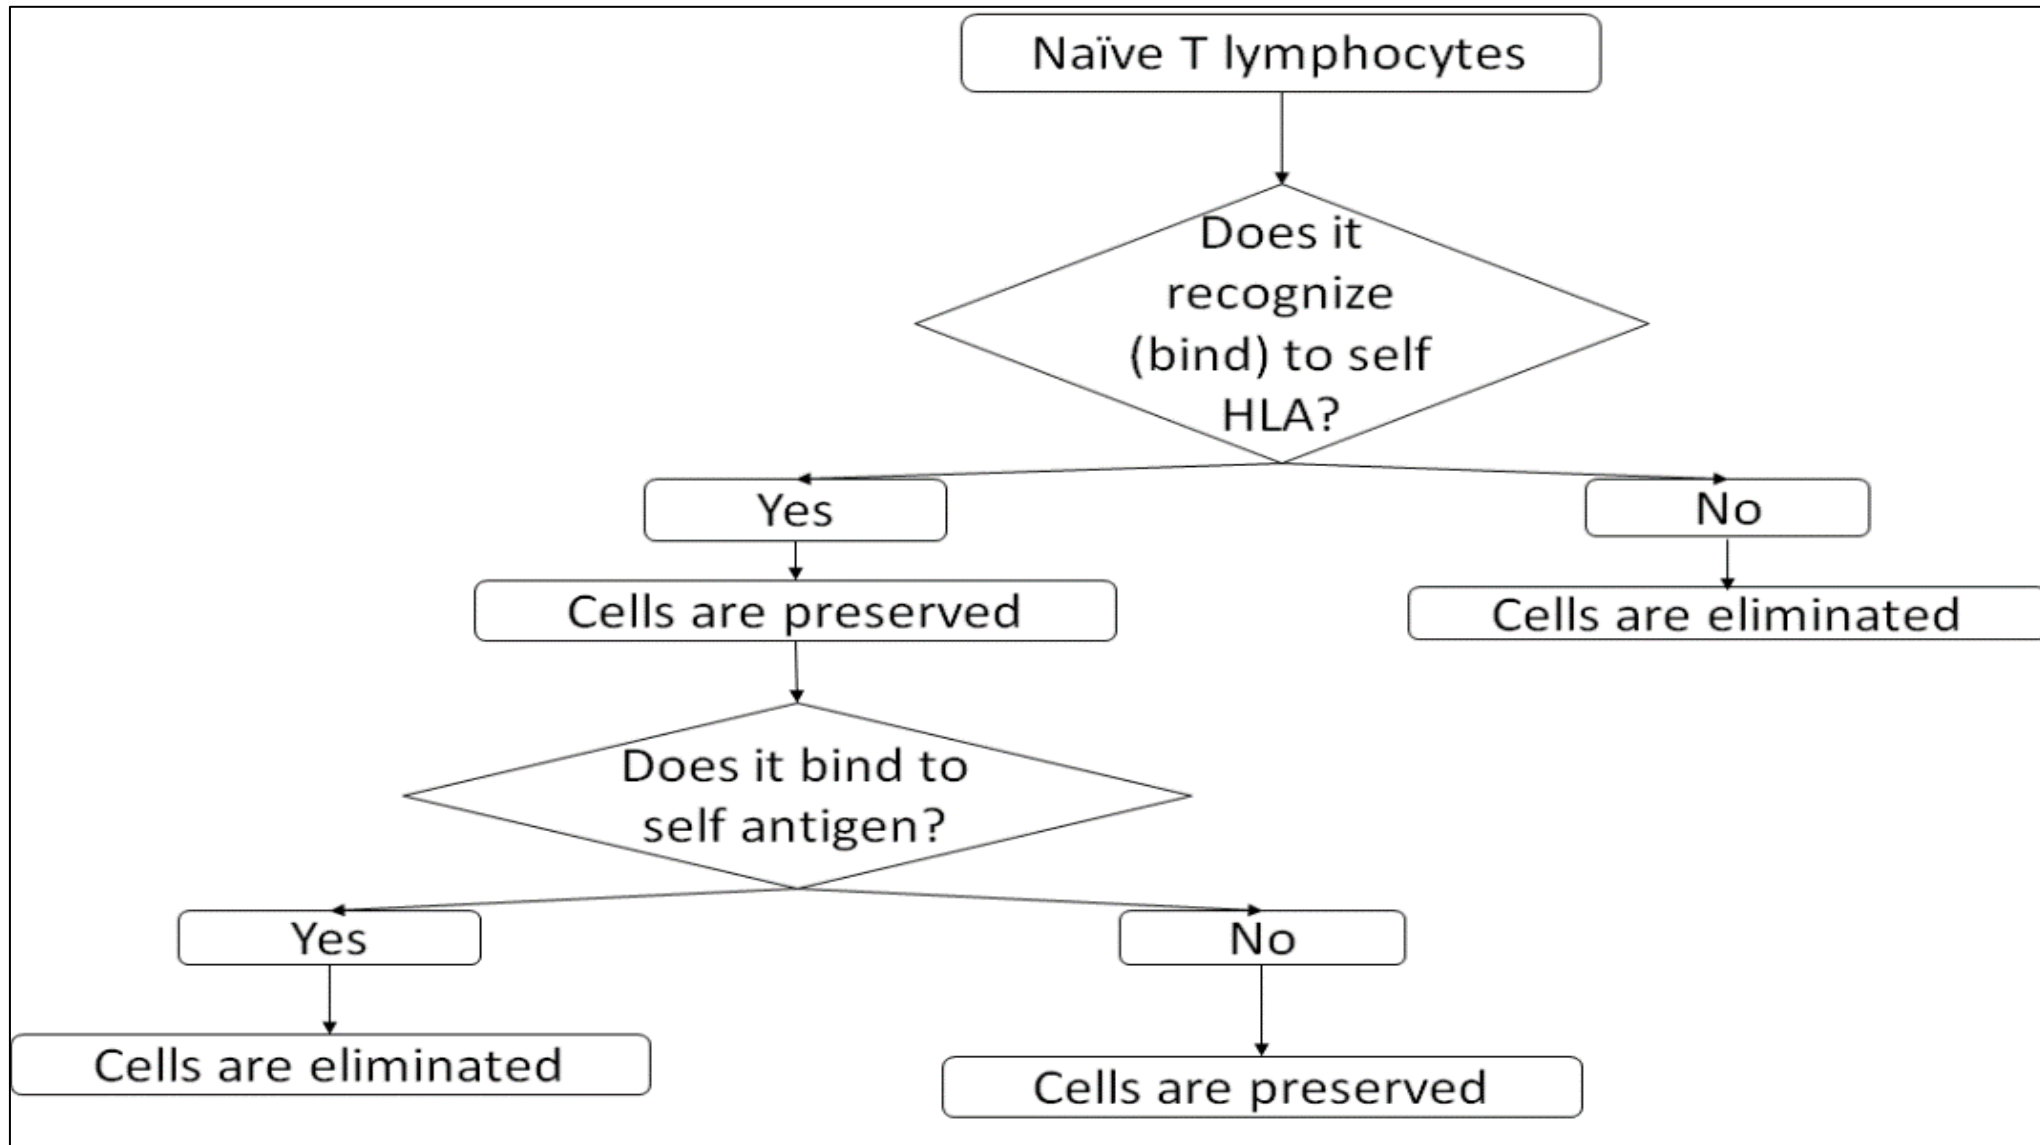 Naïve T lymphocytes
Does it
recognize
(bind) to self
HLA?
Yes
No
Cells are preserved
Cells are eliminated
Does it bind to
self antigen?
Yes
No
Cells are eliminated
Cells are preserved